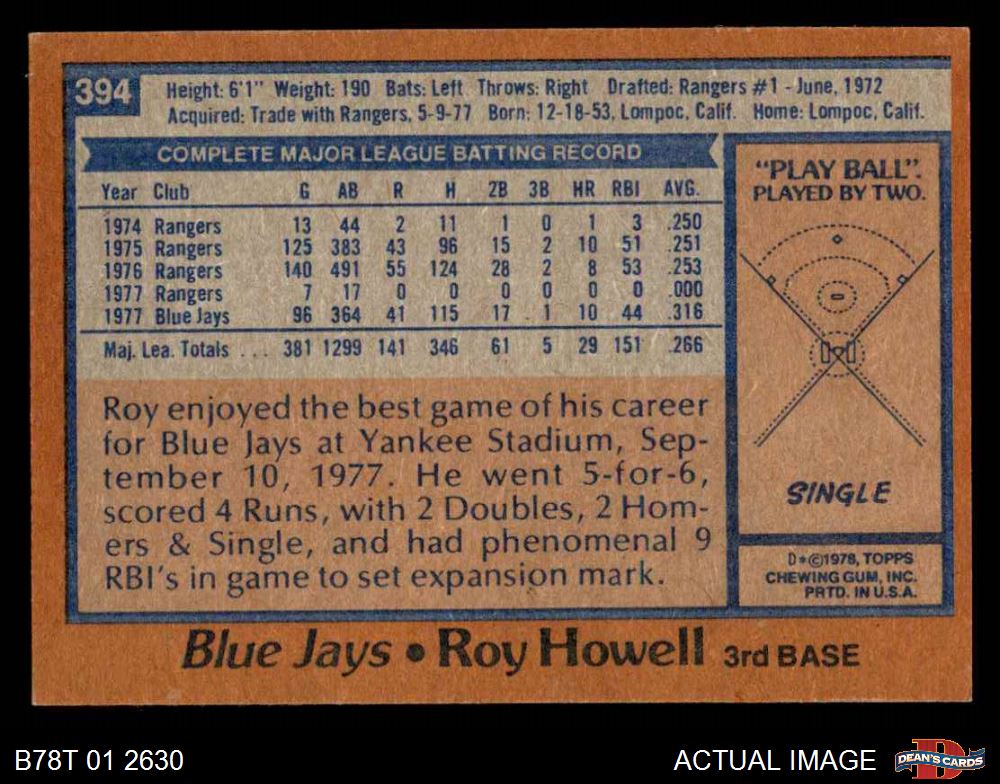 394
Height: 6'1" Weight: 190 Bats: Left Throws: Right Drafted: Rangers #1 - June, 1972
Acquired: Trade with Rangers, 5-9-77 Born: 12-18-53, Lompoc, Calif. Home: Lompoc, Calif.
COMPLETE MAJOR LEAGUE BATTING RECORD
Year Club G AB R H 2B 3B HR RBI AVG.
1974 Rangers 13 44 2 11 1 0 1 3 .250
1975 Rangers 125 383 43 96 15 2 10 51 .251
1976 Rangers 140 491 55 124 28 2 8 53 .253
1977 Rangers 7 17 0 0 0 0 0 0 .000
1977 Blue Jays 96 364 41 115 17 1 10 44 .316
Maj. Lea. Totals ... 381 1299 141 346 61 5 29 151 .266
Roy enjoyed the best game of his career
for Blue Jays at Yankee Stadium, Sep-
tember 10, 1977. He went 5-for-6,
scored 4 Runs, with 2 Doubles, 2 Hom-
ers & Single, and had phenomenal 9
RBI's in game to set expansion mark.
"PLAY BALL".
PLAYED BY TWO.
SINGLE
D*©1978, TOPPS
CHEWING GUM, INC.
PRTD. IN U.S.A.
Blue Jays • Roy Howell 3rd BASE
B78T 01 2630
ACTUAL IMAGE
D
DEAN'S CARDS